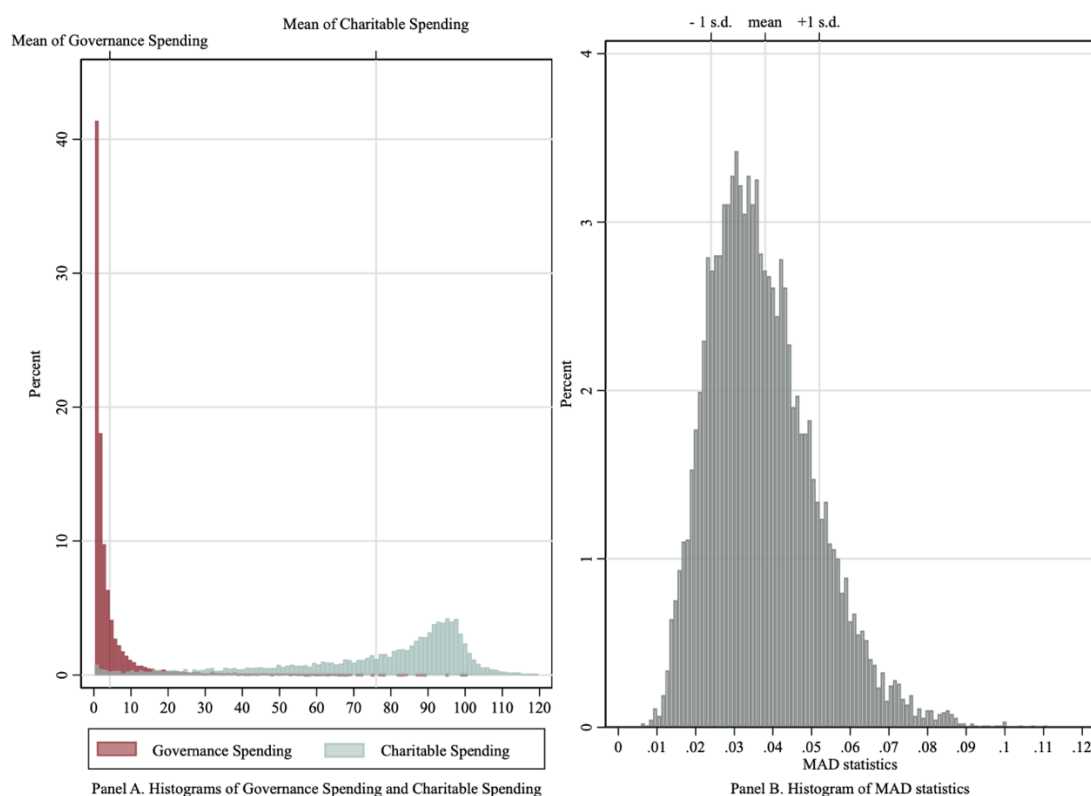 Mean of Charitable Spending
Mean of Governance Spending
Percent
40
30
20
10
0
0 10 20 30 40 50 60 70 80 90 100 110 120
Governance Spending Charitable Spending
Panel A. Histograms of Governance Spending and Charitable Spending
- 1 s.d. mean +1 s.d.
Percent
4
3
2
1
0
0 .01 .02 .03 .04 .05 .06 .07 .08 .09 .1 .11 .12
MAD statistics
Panel B. Histogram of MAD statistics